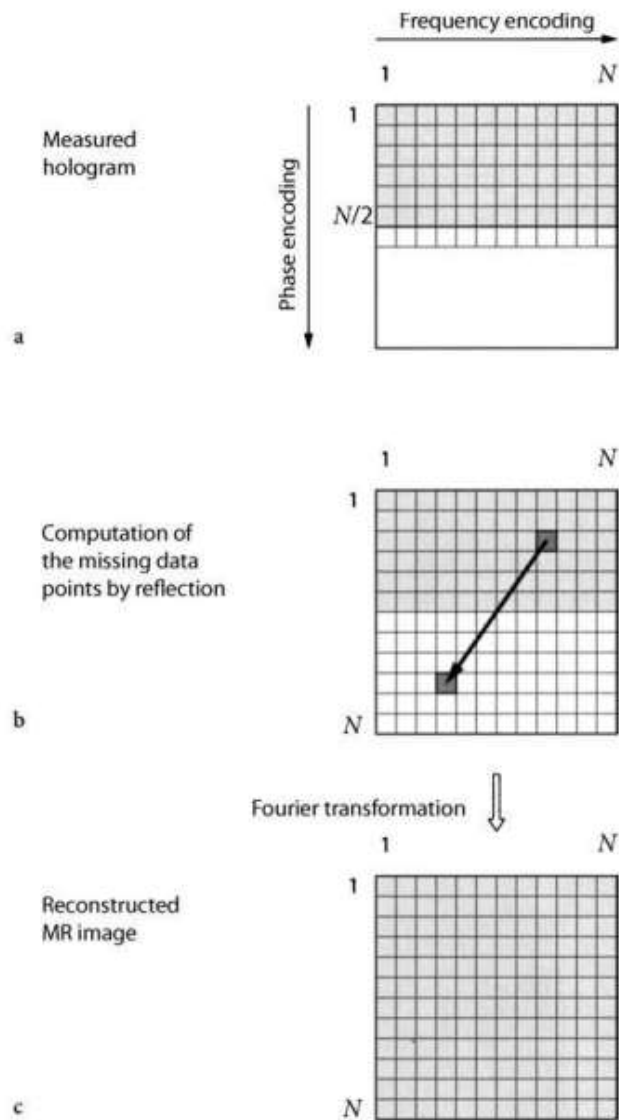 Frequency encoding
1 N
Measured
hologram
1
N/2
Phase encoding
a
1 N
1
Computation of
the missing data
points by reflection
b
N
Fourier transformation
1 N
1
Reconstructed
MR image
c
N